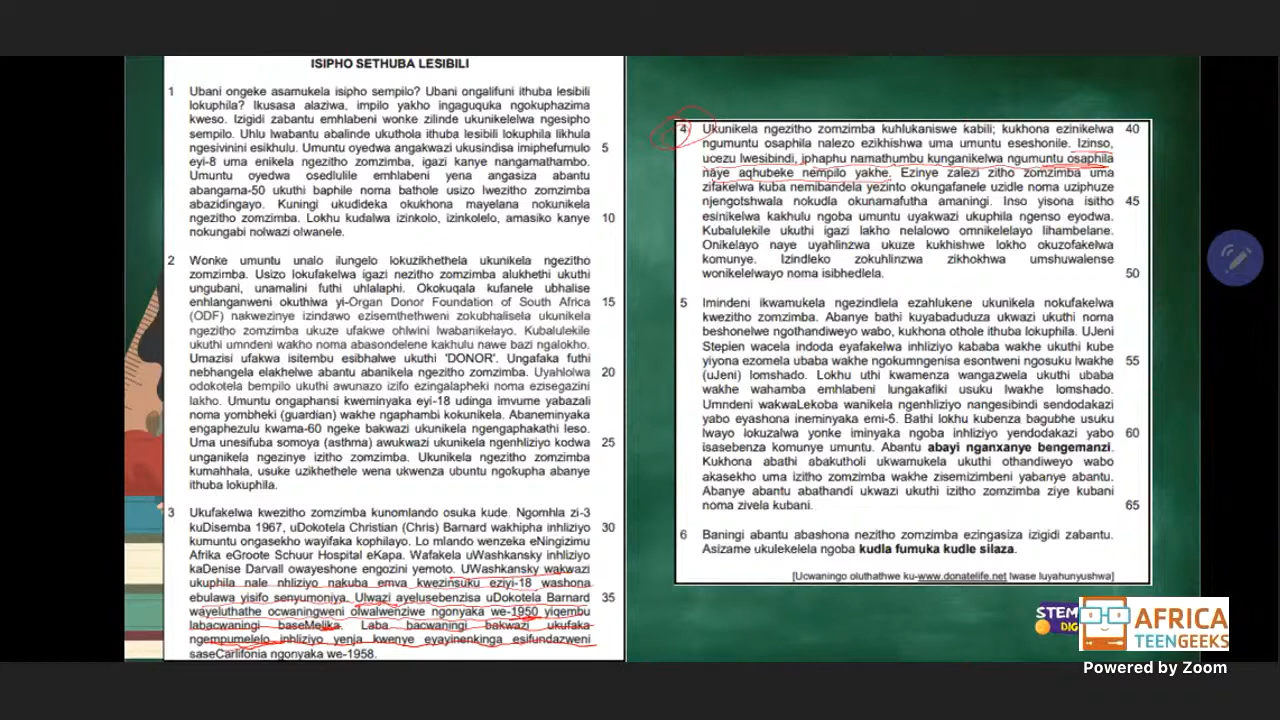 ISIPHO SETHUBA LESIBILI
1 Ubani ongeke asamukela isipho sempilo? Ubani ongalifuni ithuba lesibili
lokuphila? Ikusasa alaziwa, impilo yakho ingaguquka ngokuphazima
kweso. Izigidi zabantu emhlabeni wonke zilinde ukunikelelwa ngesipho
sempilo. Uhlu lwabantu abalinde ukuthola ithuba lesibili lokuphila likhula
ngesivinini esikhulu. Umuntu oyedwa angakwazi ukusindisa imiphefumulo 5
eyi-8 uma enikela ngezitho zomzimba, igazi kanye nangamathambo.
Umuntu oyedwa osedlulile emhlabeni yena angasiza abantu
abangama-50 ukuthi baphile noma bathole usizo lwezitho zomzimba
abazidingayo. Kuningi ukudideka okukhona mayelana nokunikela
ngezitho zomzimba. Lokhu kudalwa izinkolo, izinkolelo, amasiko kanye 10
nokungabi nolwazi olwanele.
2 Wonke umuntu unalo ilungelo lokuzikhethela ukunikela ngezitho
zomzimba. Usizo lokufakelwa igazi nezitho zomzimba alukhethi ukuthi
ungubani, unamalini futhi uhlalaphi. Okokuqala kufanele ubhalise
enhlanganweni okuthiwa yi-Organ Donor Foundation of South Africa 15
(ODF) nakwezinye izindawo ezisemthethweni zokubhalisela ukunikela
ngezitho zomzimba ukuze ufakwe ohlwini lwabanikelayo. Kubalulekile
ukuthi umndeni wakho noma abasondelene kakhulu nawe bazi ngalokho.
Umazisi ufakwa isitembu esibhalwe ukuthi 'DONOR'. Ungafaka futhi
nebhangela elakhelwe abantu abanikela ngezitho zomzimba. Uyahlolwa 20
odokotela bempilo ukuthi awunazo izifo ezingalapheki noma ezisegazini
lakho. Umuntu ongaphansi kweminyaka eyi-18 udinga imvume yabazali
noma yombheki (guardian) wakhe ngaphambi kokunikela. Abaneminyaka
engaphezulu kwama-60 ngeke bakwazi ukunikela ngengaphakathi leso.
Uma unesifuba somoya (asthma) awukwazi ukunikela ngenhliziyo kodwa 25
unganikela ngezinye izitho zomzimba. Ukunikela ngezitho zomzimba
kumahhala, usuke uzikhethele wena ukwenza ubuntu ngokupha abanye
ithuba lokuphila.
3 Ukufakelwa kwezitho zomzimba kunomlando osuka kude. Ngomhla zi-3
kuDisemba 1967, uDokotela Christian (Chris) Barnard wakhipha inhliziyo 30
kumuntu ongasekho wayifaka kophilayo. Lo mlando wenzeka eNingizimu
Afrika eGroote Schuur Hospital eKapa. Wafakela uWashkansky inhliziyo
kaDenise Darvall owayeshone engozini yemoto. UWashkansky wakwazi
ukuphila nale nhliziyo nakuba emva kwezinsuku eziyi-18 washona
ebulawa yisifo senyumoniya. Ulwazi ayelusebenzisa uDokotela Barnard 35
wayeluthathe ocwaningweni olwalwenziwe ngonyaka we-1950 yiqembu
labacwaningi baseMelika. Laba bacwaningi bakwazi ukufaka
ngempumelelo inhliziyo yenja kwenye eyayinenkinga esifundazweni
saseCarlifonia ngonyaka we-1958.
4 Ukunikela ngezitho zomzimba kuhlukaniswe kabili; kukhona ezinikelwa 40
ngumuntu osaphila nalezo ezikhishwa uma umuntu eseshonile. Izinso,
ucezu lwesibindi, iphaphu namathumbu kunganikelwa ngumuntu osaphila
naye aqhubeke nempilo yakhe. Ezinye zalezi zitho zomzimba uma
zifakelwa kuba nemibandela yezinto okungafanele uzidle noma uziphuze
njengotshwala nokudla okunamafutha amaningi. Inso yisona isitho 45
esinikelwa kakhulu ngoba umuntu uyakwazi ukuphila ngenso eyodwa.
Kubalulekile ukuthi igazi lakho nelalowo omnikelelayo lihambelane.
Onikelayo naye uyahlinzwa ukuze kukhishwe lokho okuzofakelwa
komunye. Izindleko zokuhlinzwa zikhokhwa umshuwalense
wonikelelwayo noma isibhedlela. 50
5 Imindeni ikwamukela ngezindlela ezahlukene ukunikela nokufakelwa
kwezitho zomzimba. Abanye bathi kuyabaduduza ukwazi ukuthi noma
beshonelwe ngothandiweyo wabo, kukhona othole ithuba lokuphila. UJeni
Stepien wacela indoda eyafakelwa inhliziyo kababa wakhe ukuthi kube
yiyona ezomela ubaba wakhe ngokumngenisa esontweni ngosuku lwakhe 55
(uJeni) lomshado. Lokhu uthi kwamenza wangazwela ukuthi ubaba
wakhe wahamba emhlabeni lungakafiki usuku lwakhe lomshado.
Umndeni wakwaLekoba wanikela ngenhliziyo nangesibindi sendodakazi
yabo eyashona ineminyaka emi-5. Bathi lokhu kubenza bagubhe usuku
lwayo lokuzalwa yonke iminyaka ngoba inhliziyo yendodakazi yabo 60
isasebenza komunye umuntu. Abantu abayi nganxanye bengemanzi.
Kukhona abathi abakutholi ukwamukela ukuthi othandiweyo wabo
akasekho uma izitho zomzimba wakhe zisemizimbeni yabanye abantu.
Abanye abantu abathandi ukwazi ukuthi izitho zomzimba ziye kubani
noma zivela kubani. 65
6 Baningi abantu abashona nezitho zomzimba ezingasiza izigidi zabantu.
Asizame ukulekelela ngoba kudla fumuka kudle silaza.
[Ucwaningo oluthathwe ku-www.donatelife.net lwase luyahunyushwa]
STEM
DIG
AFRICA
TEENGEEKS
Powered by Zoom